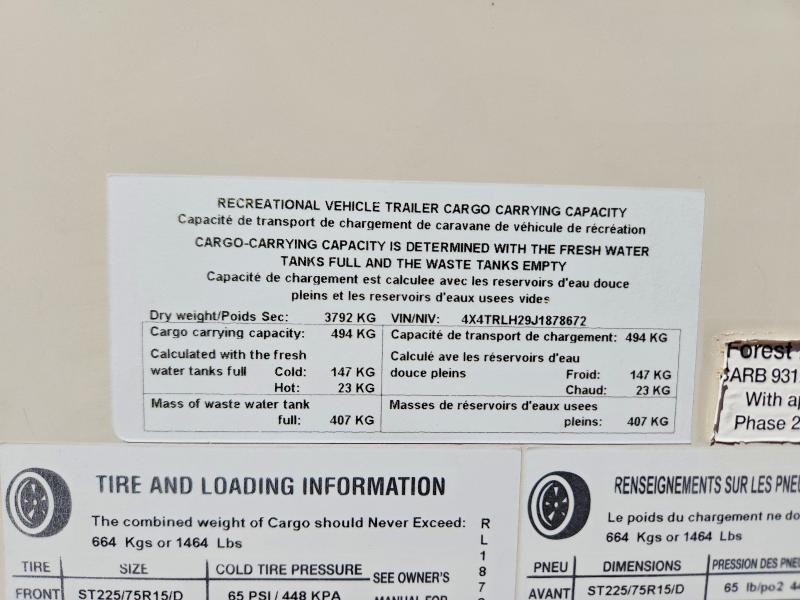 RECREATIONAL VEHICLE TRAILER CARGO CARRYING CAPACITY
Capacité de transport de chargement de caravane de véhicule de récréation
CARGO-CARRYING CAPACITY IS DETERMINED WITH THE FRESH WATER
TANKS FULL AND THE WASTE TANKS EMPTY
Capacité de chargement est calculee avec les reservoirs d'eau douce
pleins et les reservoirs d'eaux usees vides
Dry weight/Poids Sec: 3792 KG VIN/NIV: 4X4TRLH29J1878672
Cargo carrying capacity: 494 KG Capacité de transport de chargement: 494 KG
Calculated with the fresh Calculé ave les réservoirs d'eau
water tanks full Cold: 147 KG douce pleins Froid: 147 KG
Hot: 23 KG Chaud: 23 KG
Mass of waste water tank Masses de réservoirs d'eaux usees
full: 407 KG pleins: 407 KG
Forest
CARB 931
With
Phase 2
TIRE AND LOADING INFORMATION
The combined weight of Cargo should Never Exceed:
664 Kgs or 1464 Lbs
TIRE SIZE COLD TIRE PRESSURE SEE OWNER'S
FRONT ST225/75R15/D 65 PSI / 448 KPA MANUAL FOR
R
L
1
8
7
RENSEIGNEMENTS SUR LES PNEU
Le poids du chargement ne do
664 Kgs or 1464 Lbs
PNEU DIMENSIONS PRESSION DES PNEU
AVANT ST225/75R15/D 65 lb/po2